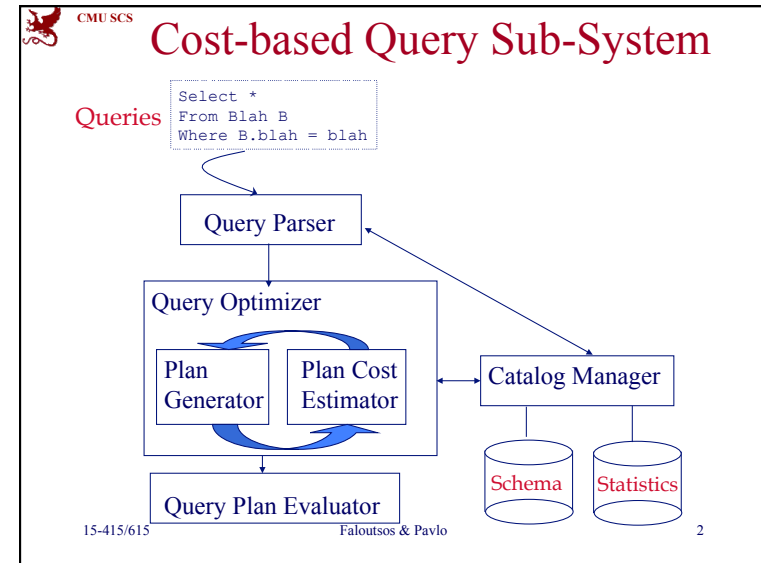 CMU SCS
Cost-based Query Sub-System
Queries
Select *
From Blah B
Where B.blah = blah
Query Parser
Query Optimizer
Plan
Generator
Plan Cost
Estimator
Catalog Manager
Schema
Statistics
Query Plan Evaluator
15-415/615
Faloutsos & Pavlo
2